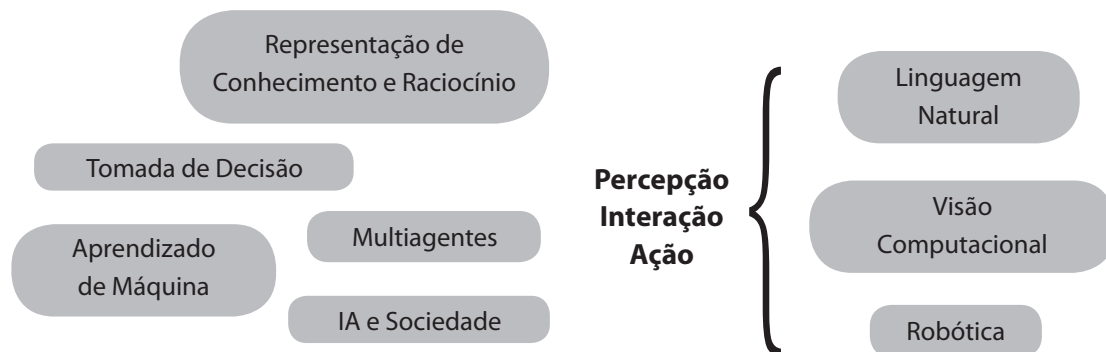 Representação de
Conhecimento e Raciocínio
Tomada de Decisão
Aprendizado
de Máquina
Multiagentes
IA e Sociedade
Percepção
Interação
Ação
Linguagem
Natural
Visão
Computacional
Robótica